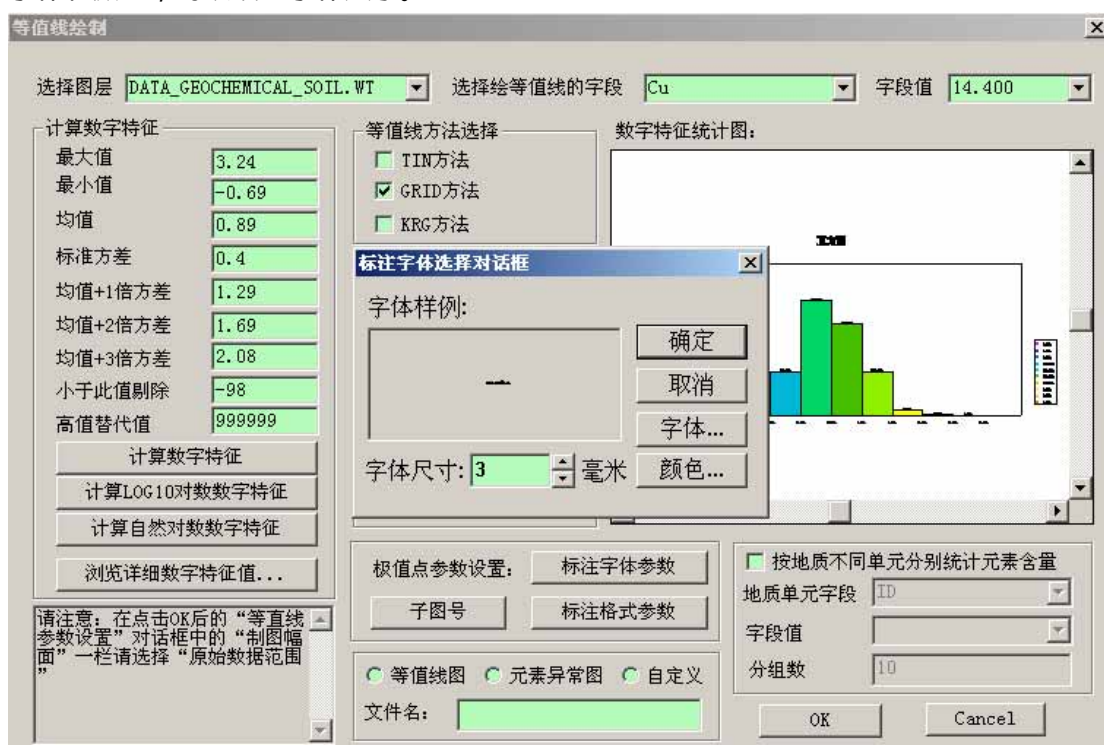 等值线绘制
选择图层 DATA_GEOCHEMICAL_SOIL.WT 选择绘等值线的字段 Cu 字段值 14.400
计算数字特征
最大值 3.24
最小值 -0.69
均值 0.89
标准方差 0.4
均值+1倍方差 1.29
均值+2倍方差 1.69
均值+3倍方差 2.08
小于此值剔除 -98
高值替代值 999999
计算数字特征
计算LOG10对数数字特征
计算自然对数数字特征
浏览详细数字特征值...
请注意：在点击OK后的“等直线
参数设置”对话框中的“制图幅
面”一栏请选择“原始数据范围
”
等值线方法选择
TIN方法
GRID方法
KRG方法
数字特征统计图：
标注字体选择对话框
字体样例:
确定
取消
字体...
字体尺寸: 3 毫米 颜色...
极值点参数设置： 标注字体参数
子图号 标注格式参数
等值线图 元素异常图 自定义
文件名：
按地质不同单元分别统计元素含量
地质单元字段 ID
字段值
分组数 10
OK Cancel